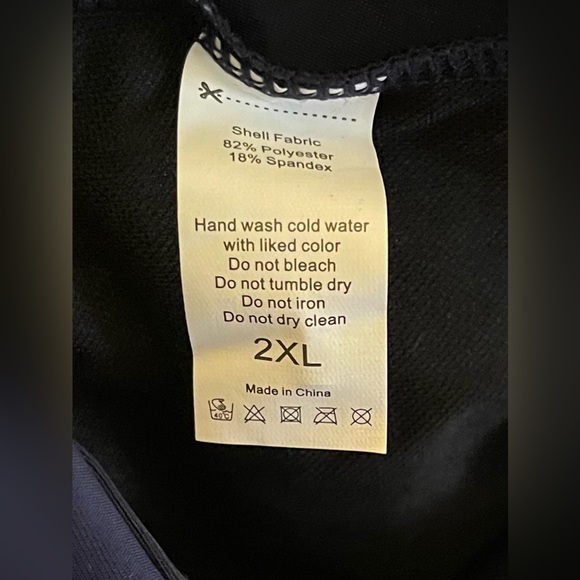 Shell Fabric
82% Polyester
18% Spandex
Hand wash cold water
with liked color
Do not bleach
Do not tumble dry
Do not iron
Do not dry clean
2XL
Made in China
40°C